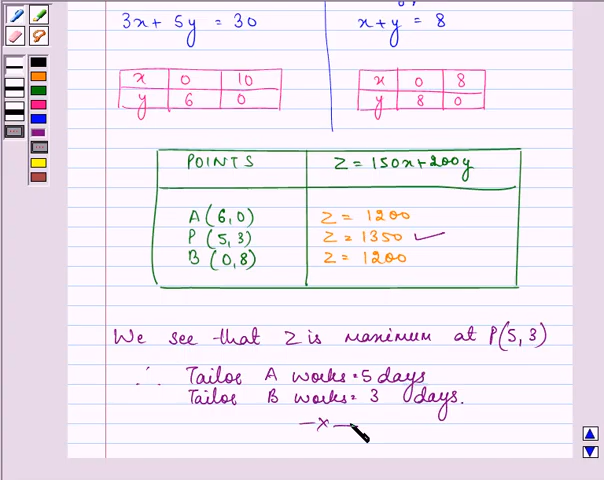 3x + 5y = 30
x + y = 8
x 0 10
y 6 0
x 0 8
y 8 0
POINTS Z = 150x + 200y
A (6,0) Z = 1200
P (5,3) Z = 1350 ✓
B (0,8) Z = 1200
We see that Z is maximum at P(5,3)
∴ Tailor A works = 5 days
Tailor B works = 3 days.
—x—